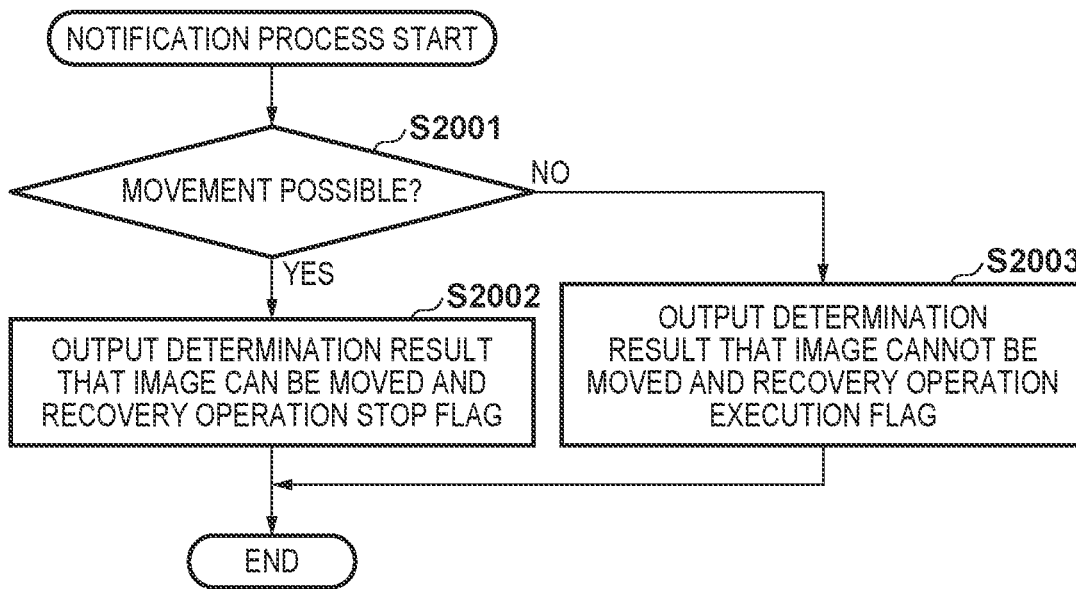 NOTIFICATION PROCESS START
S2001
MOVEMENT POSSIBLE?
NO
YES
S2002
OUTPUT DETERMINATION RESULT
THAT IMAGE CAN BE MOVED AND
RECOVERY OPERATION STOP FLAG
S2003
OUTPUT DETERMINATION
RESULT THAT IMAGE CANNOT BE
MOVED AND RECOVERY OPERATION
EXECUTION FLAG
END